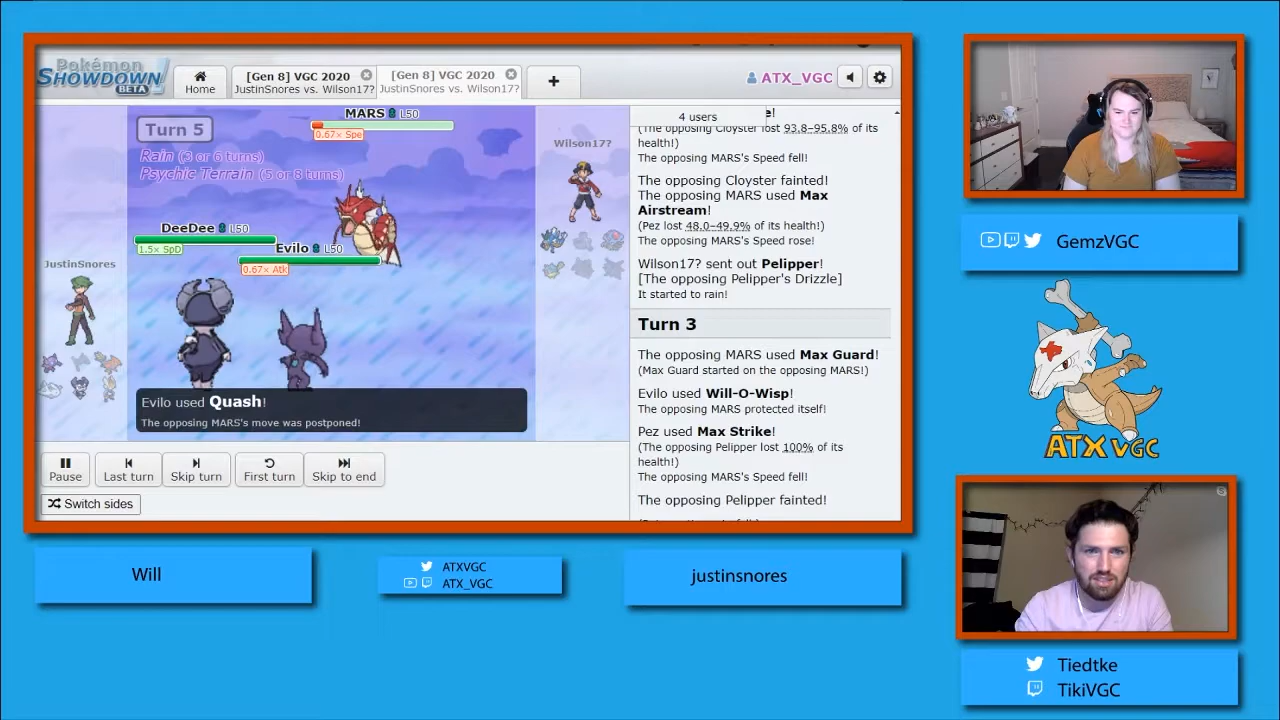 Pokémon
SHOWDOWN!
BETA
Home
[Gen 8] VGC 2020
JustinSnores vs. Wilson17?
[Gen 8] VGC 2020
JustinSnores vs. Wilson17?
+
ATX_VGC
Turn 5
Rain (3 or 6 turns)
Psychic Terrain (5 or 8 turns)
MARS L50
0.67× Spe
DeeDee L50
1.5× SpD
Evilo L50
0.67× Atk
JustinSnores
Wilson17?
Evilo used Quash!
The opposing MARS's move was postponed!
4 users
e!
(The opposing Cloyster lost 93.8–95.8% of its
health!)
The opposing MARS's Speed fell!
The opposing Cloyster fainted!
The opposing MARS used Max
Airstream!
(Pez lost 48.0–49.9% of its health!)
The opposing MARS's Speed rose!
Wilson17? sent out Pelipper!
[The opposing Pelipper's Drizzle]
It started to rain!
Turn 3
The opposing MARS used Max Guard!
(Max Guard started on the opposing MARS!)
Evilo used Will-O-Wisp!
The opposing MARS protected itself!
Pez used Max Strike!
(The opposing Pelipper lost 100% of its
health!)
The opposing MARS's Speed fell!
The opposing Pelipper fainted!
Pause
Last turn
Skip turn
First turn
Skip to end
Switch sides
GemzVGC
ATX VGC
Will
ATXVGC
ATX_VGC
justinsnores
Tiedtke
TikiVGC